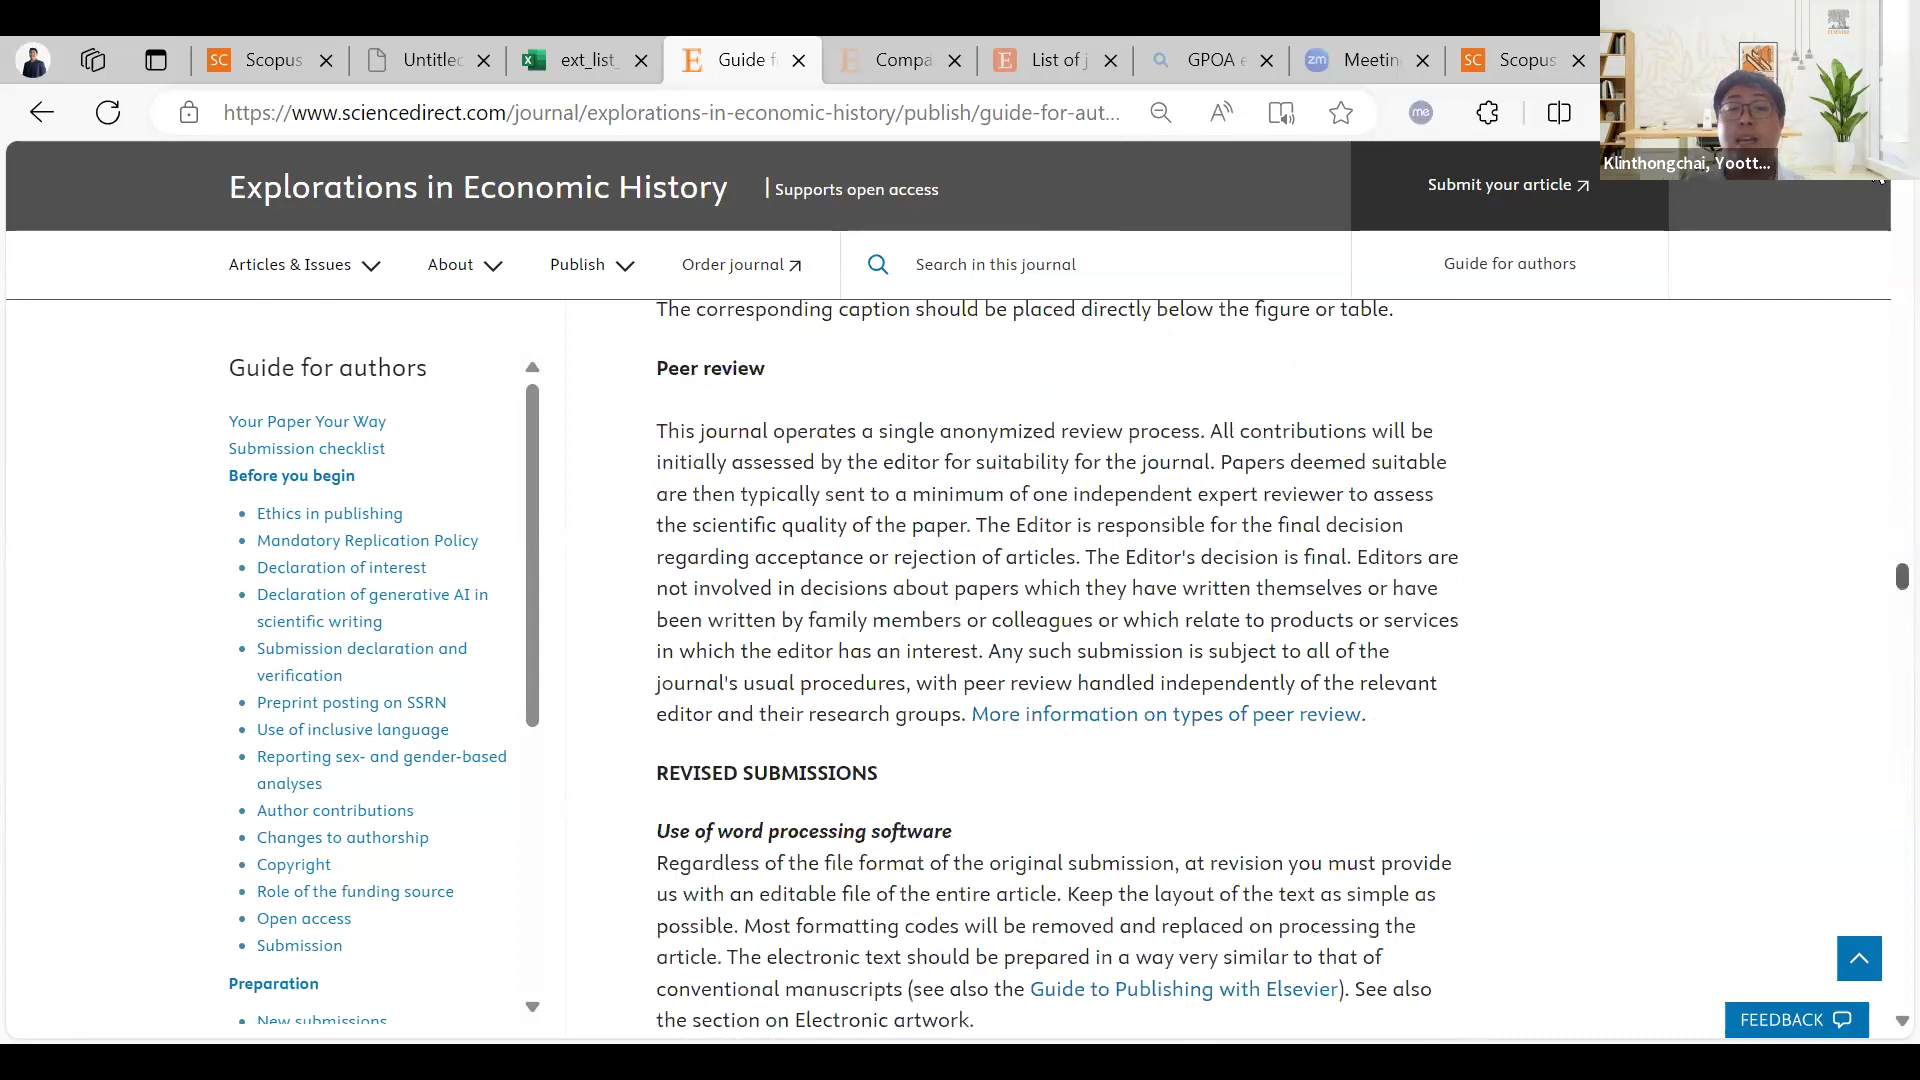 SC Scopus
Untitled
ext_list_
Guide f
Compa
List of j
GPOA e
zm Meetin
SC Scopus
https://www.sciencedirect.com/journal/explorations-in-economic-history/publish/guide-for-aut...
me
Klinthongchai, Yoott...
Explorations in Economic History
Supports open access
Submit your article
Articles & Issues
About
Publish
Order journal
Search in this journal
Guide for authors
Guide for authors
Your Paper Your Way
Submission checklist
Before you begin
• Ethics in publishing
• Mandatory Replication Policy
• Declaration of interest
• Declaration of generative AI in
scientific writing
• Submission declaration and
verification
• Preprint posting on SSRN
• Use of inclusive language
• Reporting sex- and gender-based
analyses
• Author contributions
• Changes to authorship
• Copyright
• Role of the funding source
• Open access
• Submission
Preparation
• New submissions
The corresponding caption should be placed directly below the figure or table.
Peer review
This journal operates a single anonymized review process. All contributions will be
initially assessed by the editor for suitability for the journal. Papers deemed suitable
are then typically sent to a minimum of one independent expert reviewer to assess
the scientific quality of the paper. The Editor is responsible for the final decision
regarding acceptance or rejection of articles. The Editor's decision is final. Editors are
not involved in decisions about papers which they have written themselves or have
been written by family members or colleagues or which relate to products or services
in which the editor has an interest. Any such submission is subject to all of the
journal's usual procedures, with peer review handled independently of the relevant
editor and their research groups. More information on types of peer review.
REVISED SUBMISSIONS
Use of word processing software
Regardless of the file format of the original submission, at revision you must provide
us with an editable file of the entire article. Keep the layout of the text as simple as
possible. Most formatting codes will be removed and replaced on processing the
article. The electronic text should be prepared in a way very similar to that of
conventional manuscripts (see also the Guide to Publishing with Elsevier). See also
the section on Electronic artwork.
FEEDBACK